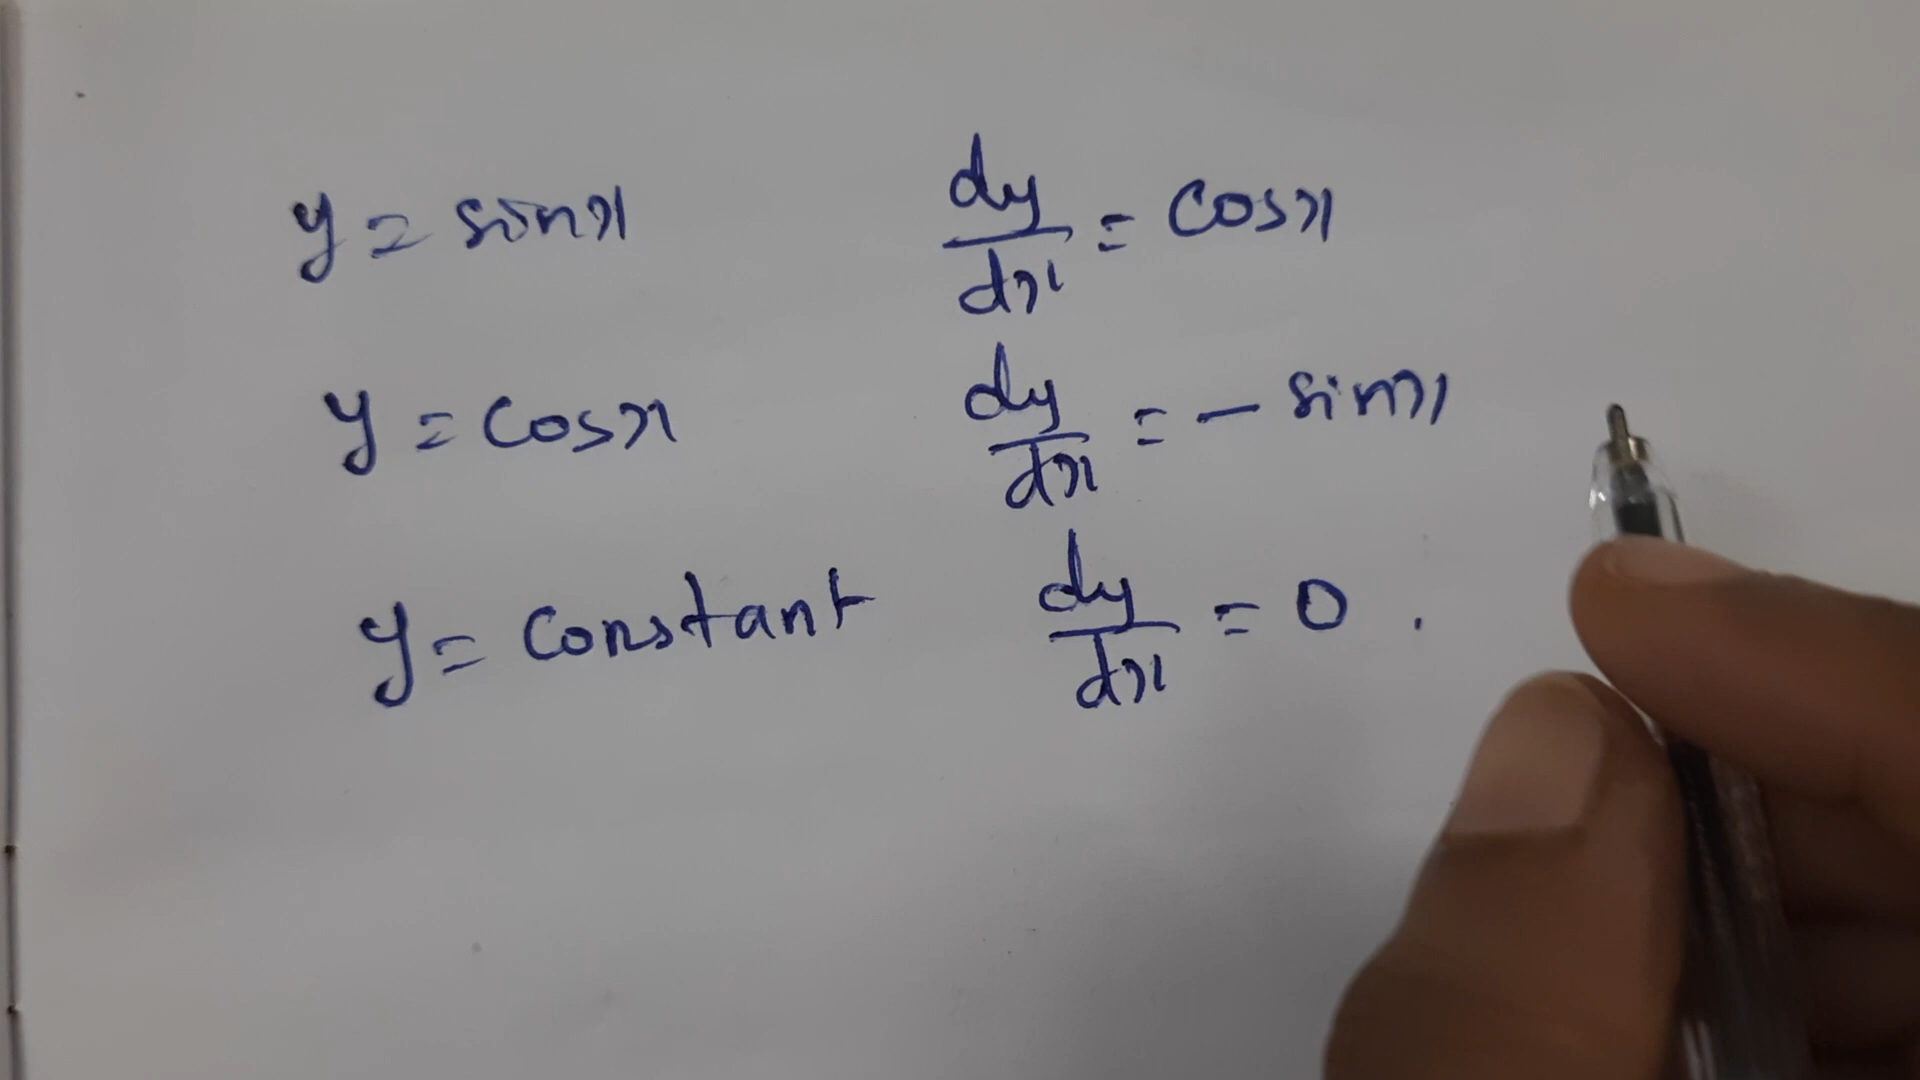 y = sinx dy/dx = cosx
y = cosx dy/dx = - sinx
y = constant dy/dx = 0 .